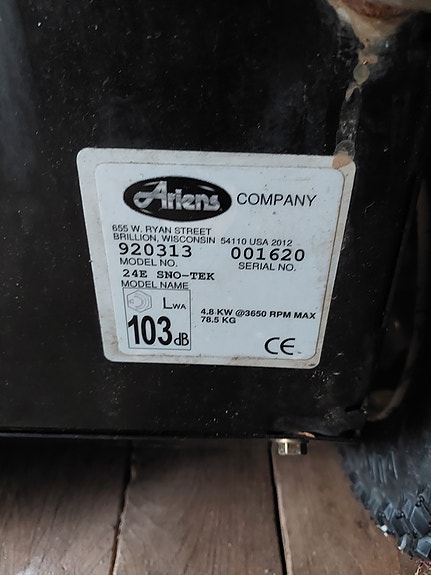 Ariens COMPANY
655 W. RYAN STREET
BRILLION, WISCONSIN 54110 USA 2012
920313 001620
MODEL NO. SERIAL NO.
24E SNO-TEK
MODEL NAME
LWA
103dB
4.8 KW @3650 RPM MAX
78.5 KG
CE